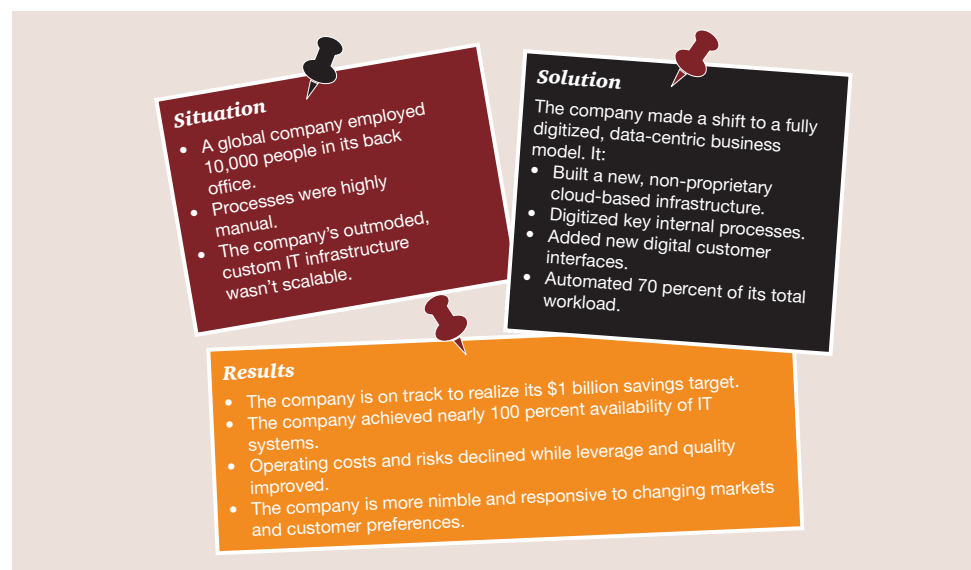 Situation
• A global company employed
10,000 people in its back
office.
• Processes were highly
manual.
• The company’s outmoded,
custom IT infrastructure
wasn’t scalable.
Solution
The company made a shift to a fully
digitized, data-centric business
model. It:
• Built a new, non-proprietary
cloud-based infrastructure.
• Digitized key internal processes.
• Added new digital customer
interfaces.
• Automated 70 percent of its total
workload.
Results
• The company is on track to realize its $1 billion savings target.
• The company achieved nearly 100 percent availability of IT
systems.
• Operating costs and risks declined while leverage and quality
improved.
• The company is more nimble and responsive to changing markets
and customer preferences.